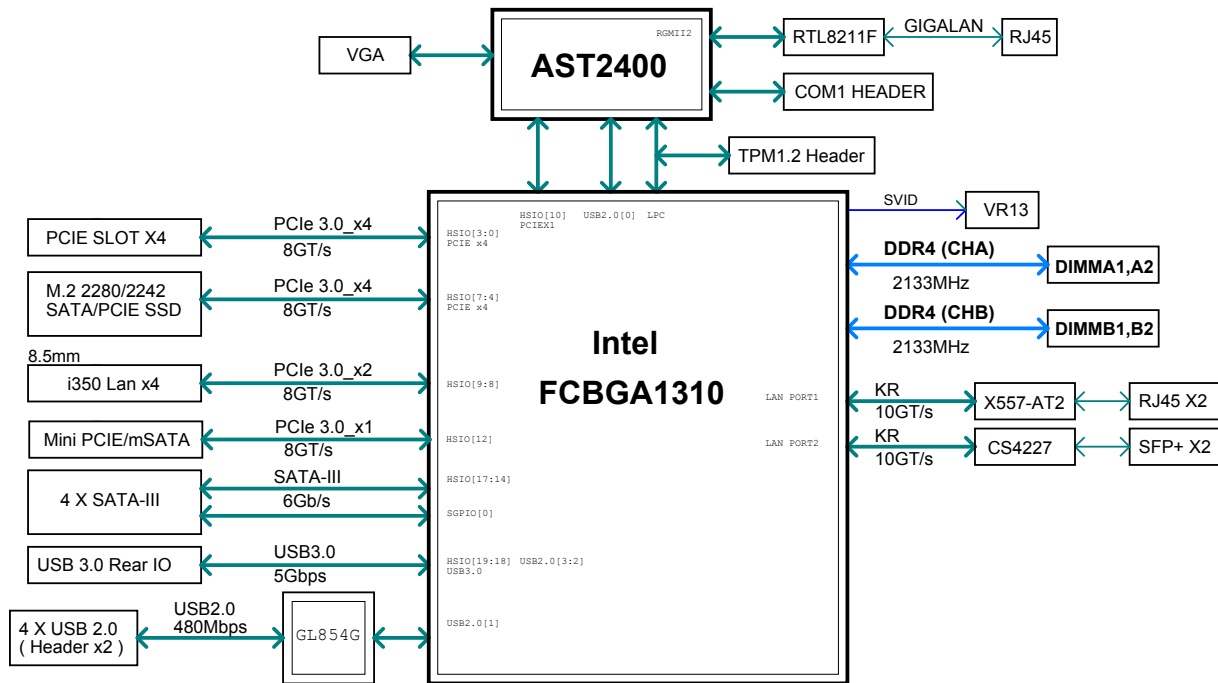 RGMII2
AST2400
VGA
RTL8211F
GIGALAN
RJ45
COM1 HEADER
TPM1.2 Header
HSIO[10] USB2.0[0] LPC
PCIEX1
SVID
VR13
PCIE SLOT X4
PCIe 3.0_x4
8GT/s
HSIO[3:0]
PCIE x4
DDR4 (CHA)
2133MHz
DIMMA1,A2
M.2 2280/2242
SATA/PCIE SSD
PCIe 3.0_x4
8GT/s
HSIO[7:4]
PCIE x4
DDR4 (CHB)
2133MHz
DIMMB1,B2
Intel
FCBGA1310
8.5mm
i350 Lan x4
PCIe 3.0_x2
8GT/s
HSIO[9:8]
LAN PORT1
KR
10GT/s
X557-AT2
RJ45 X2
Mini PCIE/mSATA
PCIe 3.0_x1
8GT/s
HSIO[12]
LAN PORT2
KR
10GT/s
CS4227
SFP+ X2
4 X SATA-III
SATA-III
6Gb/s
HSIO[17:14]
SGPIO[0]
USB 3.0 Rear IO
USB3.0
5Gbps
HSIO[19:18] USB2.0[3:2]
USB3.0
4 X USB 2.0
( Header x2 )
USB2.0
480Mbps
GL854G
USB2.0[1]